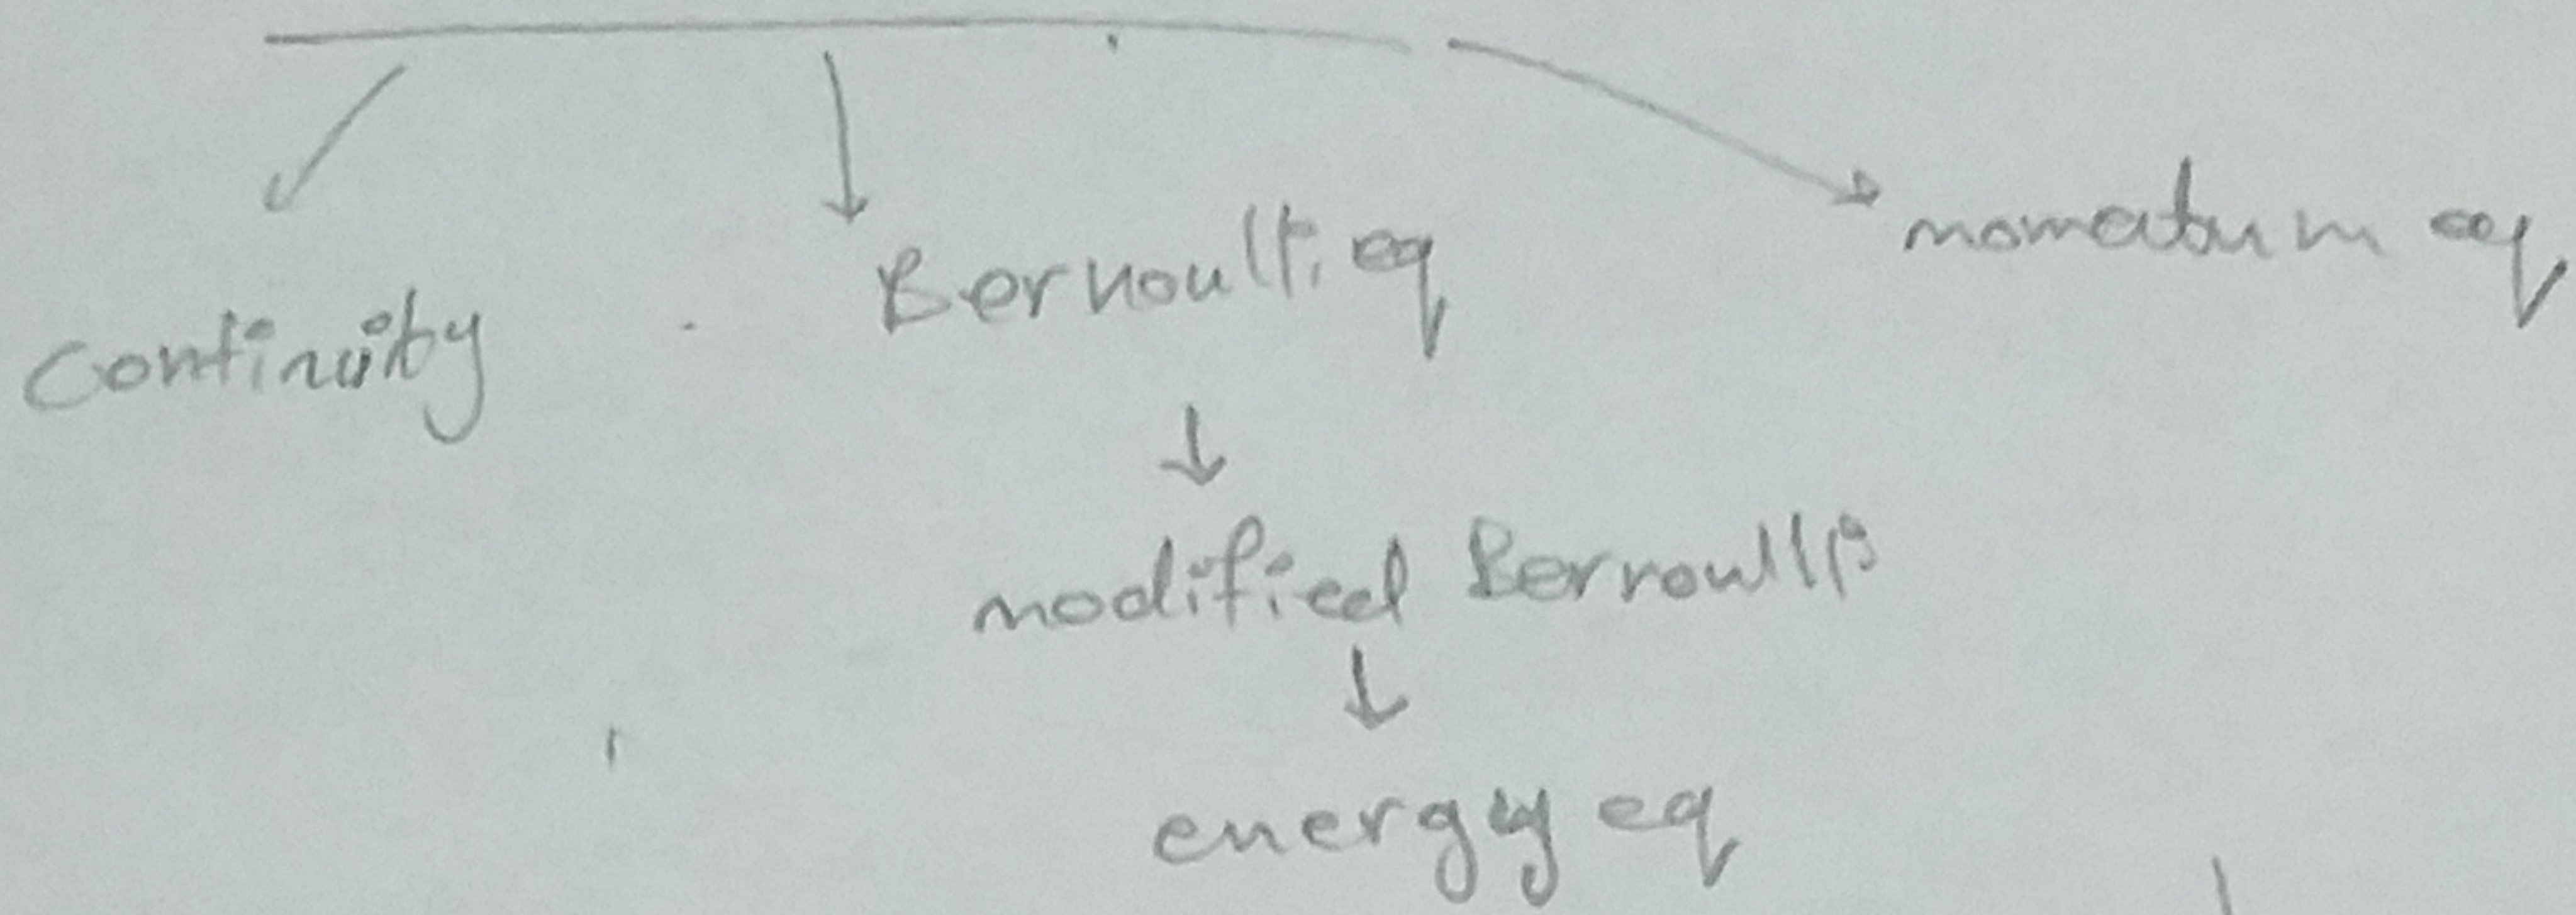 momentum eq
Bernoulli eq
Continuity
modified Bernoulli's
energy eq